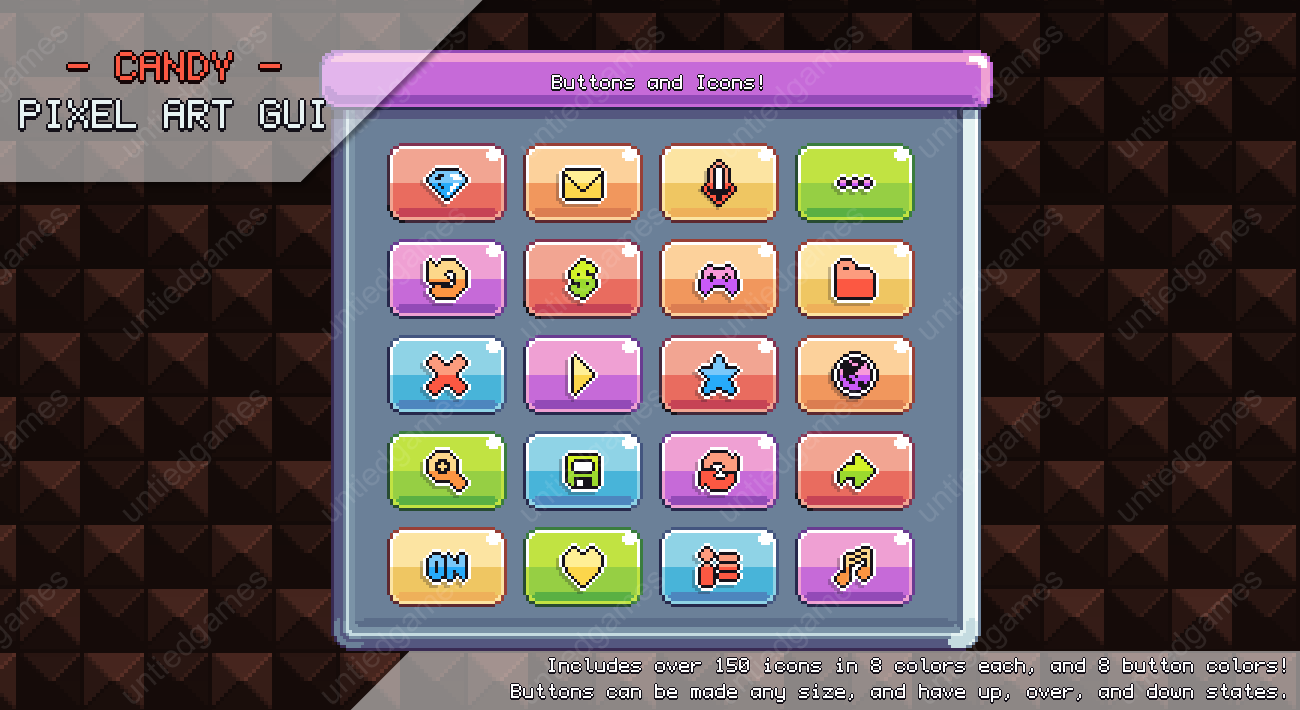 - CANDY -
PIXEL ART GUI
Buttons and Icons!
ON
Includes over 150 icons in 8 colors each, and 8 button colors!
Buttons can be made any size, and have up, over, and down states.
untiedgames